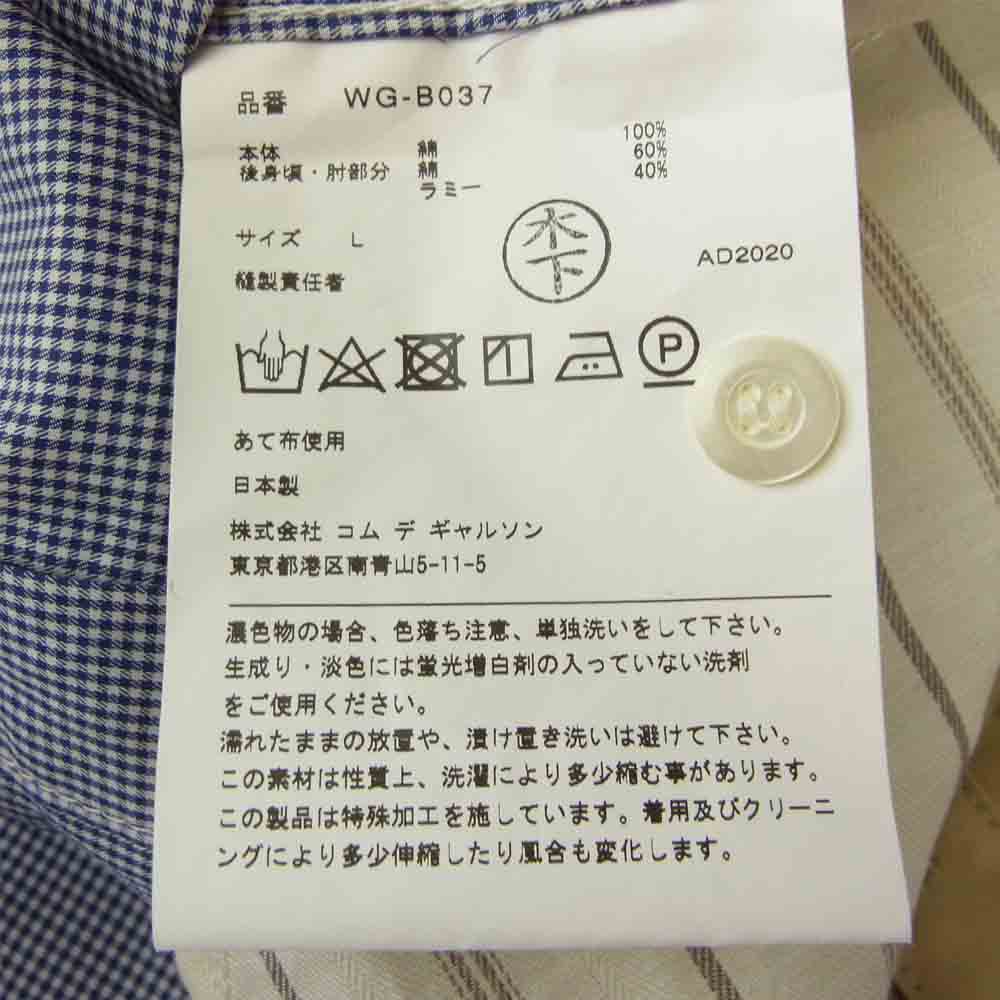 品番 WG-B037
本体 綿 100%
後身頃・肘部分 綿 60%
ラミー 40%
サイズ L
木下
AD2020
縫製責任者
P
あて布使用
日本製
株式会社 コム デ ギャルソン
東京都港区南青山5-11-5
濃色物の場合、色落ち注意、単独洗いをして下さい。
生成り・淡色には蛍光増白剤の入っていない洗剤
をご使用ください。
濡れたままの放置や、漬け置き洗いは避けて下さい。
この素材は性質上、洗濯により多少縮む事があります。
この製品は特殊加工を施しています。着用及びクリーニ
ングにより多少伸縮したり風合も変化します。